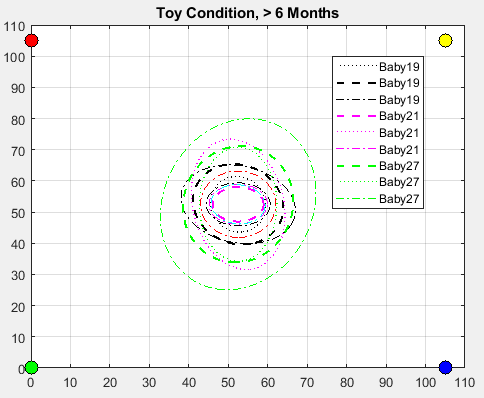 Toy Condition, > 6 Months
110
100
90
80
70
60
50
40
30
20
10
0
Baby19
Baby19
Baby19
Baby21
Baby21
Baby21
Baby27
Baby27
Baby27
0 10 20 30 40 50 60 70 80 90 100 110